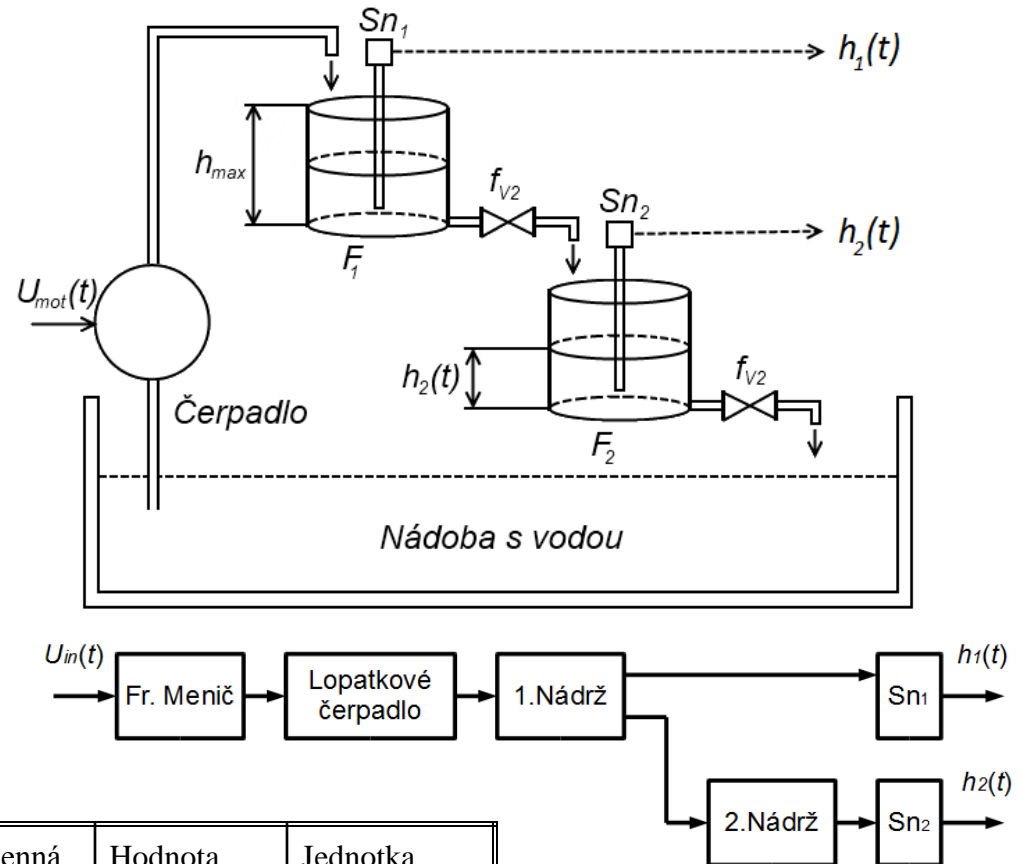 Sn1
h1(t)
hmax
fV2
Sn2
F1
h2(t)
Umot(t)
h2(t)
fV2
Čerpadlo
F2
Nádoba s vodou
Uin(t)
h1(t)
Fr. Menič
Lopatkové
čerpadlo
1.Nádrž
Sn1
h2(t)
2.Nádrž
Sn2
Hodnota
Jednotka